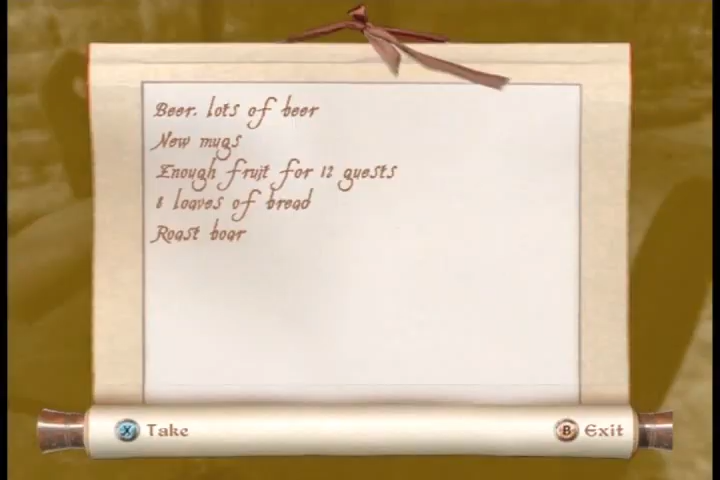 Beer. lots of beer
New mugs
Enough fruit for 12 guests
8 loaves of bread
Roast boar
X Take
B Exit